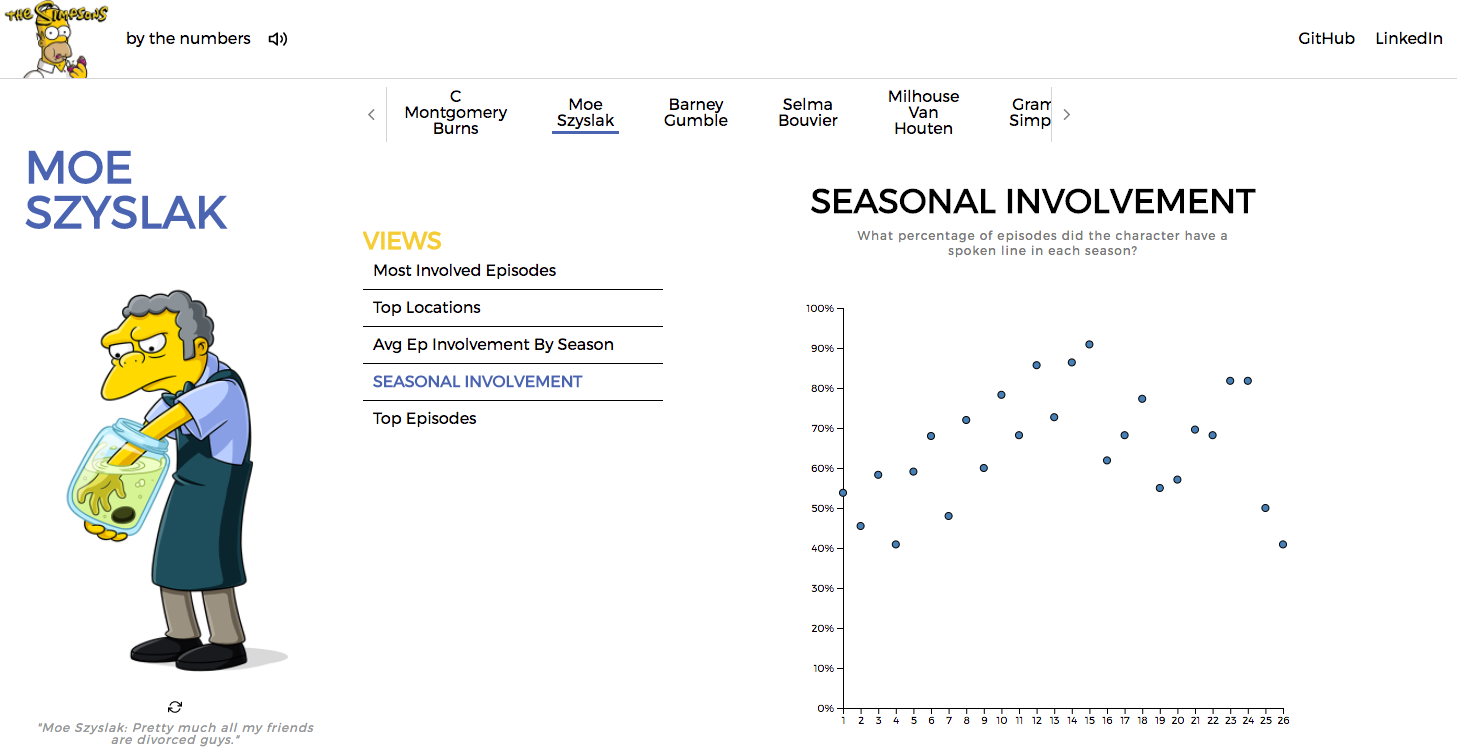 THE SIMPSONS
by the numbers
GitHub LinkedIn
C
Montgomery
Burns
Moe
Szyslak
Barney
Gumble
Selma
Bouvier
Milhouse
Van
Houten
Gram
Simp
MOE
SZYSLAK
VIEWS
Most Involved Episodes
Top Locations
Avg Ep Involvement By Season
SEASONAL INVOLVEMENT
Top Episodes
"Moe Szyslak: Pretty much all my friends
are divorced guys."
SEASONAL INVOLVEMENT
What percentage of episodes did the character have a
spoken line in each season?
100%
90%
80%
70%
60%
50%
40%
30%
20%
10%
0%
1 2 3 4 5 6 7 8 9 10 11 12 13 14 15 16 17 18 19 20 21 22 23 24 25 26